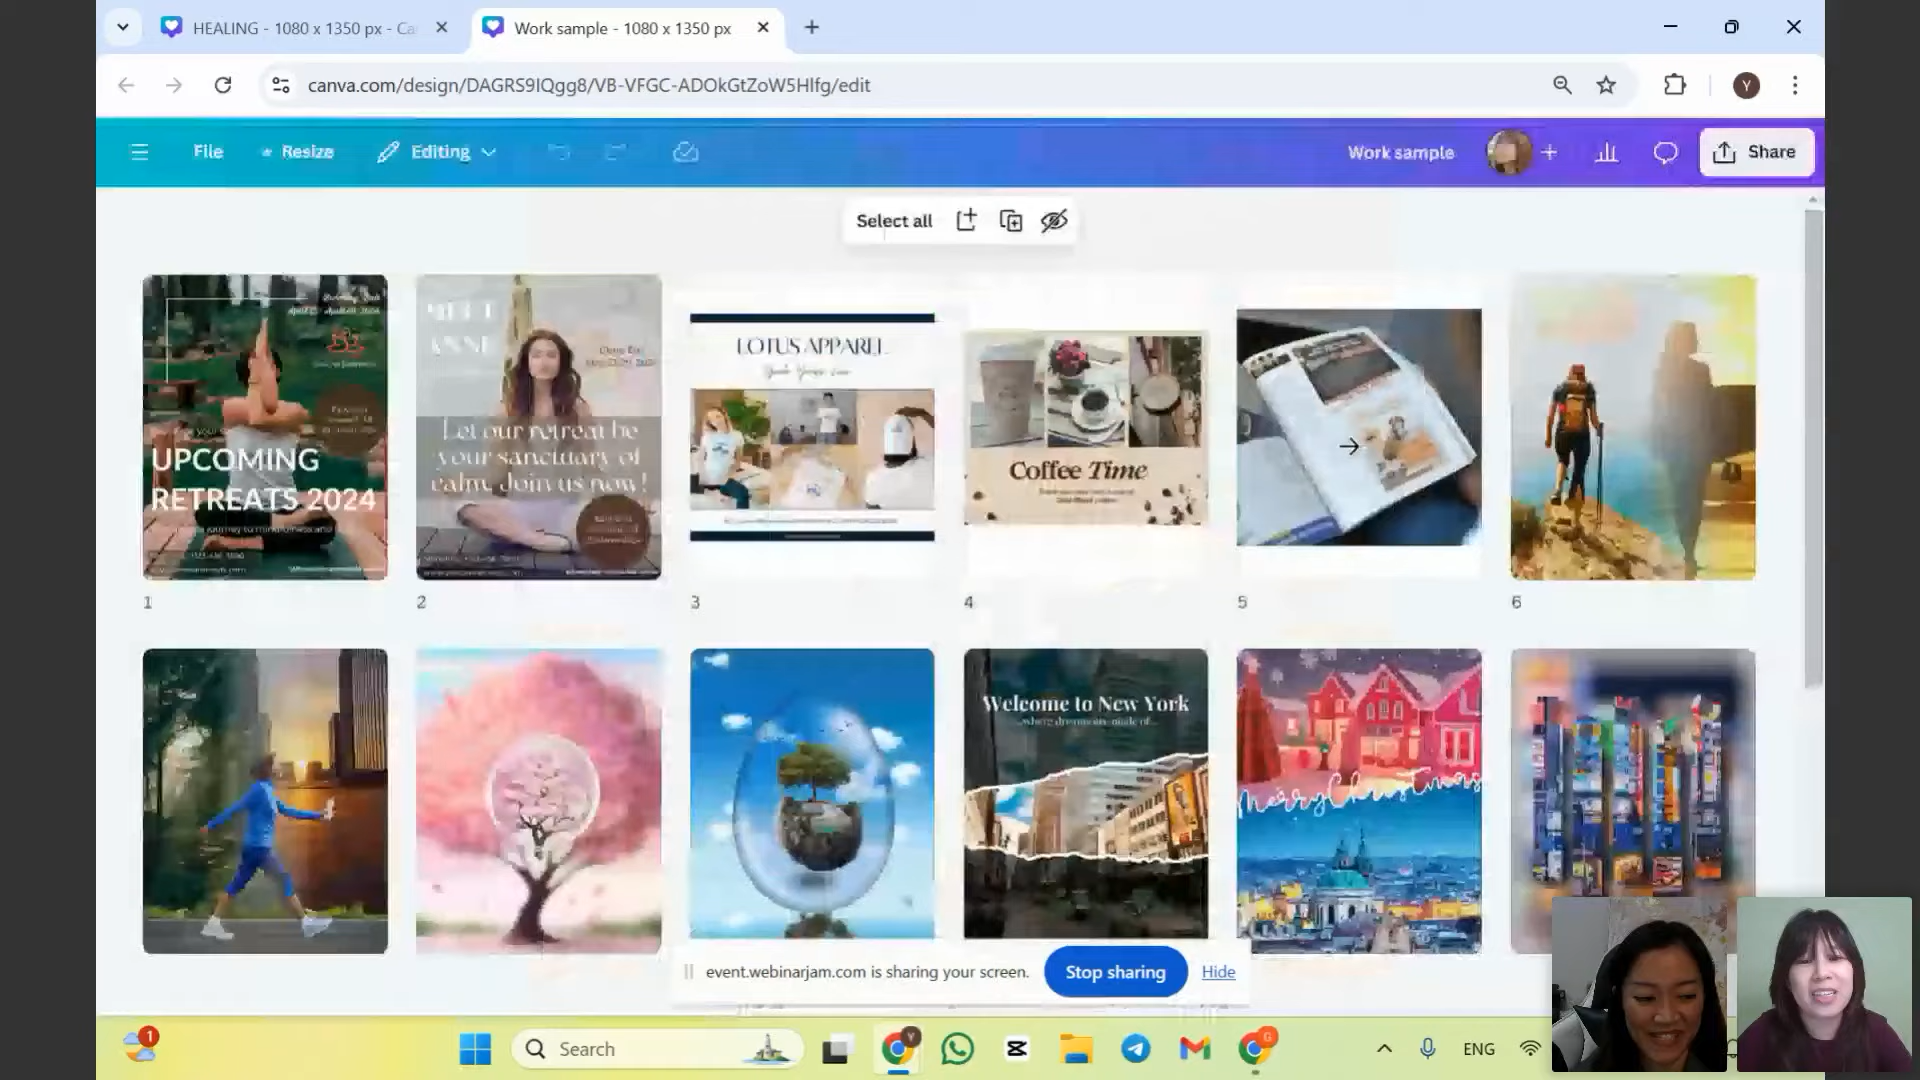 HEALING - 1080 x 1350 px - Ca
Work sample - 1080 x 1350 px
canva.com/design/DAGRS9IQgg8/VB-VFGC-ADOkGtZoW5Hlfg/edit
Y
File
Resize
Editing
Work sample
Share
Select all
UPCOMING
RETREATS 2024
1
MEET
ANNE
Let our retreat be
your sanctuary of
calm. Join us now!
2
LOTUS APPAREL
3
Coffee Time
4
5
6
Welcome to New York
Merry Christmas
event.webinarjam.com is sharing your screen.
Stop sharing
Hide
1
Search
Y
G
ENG